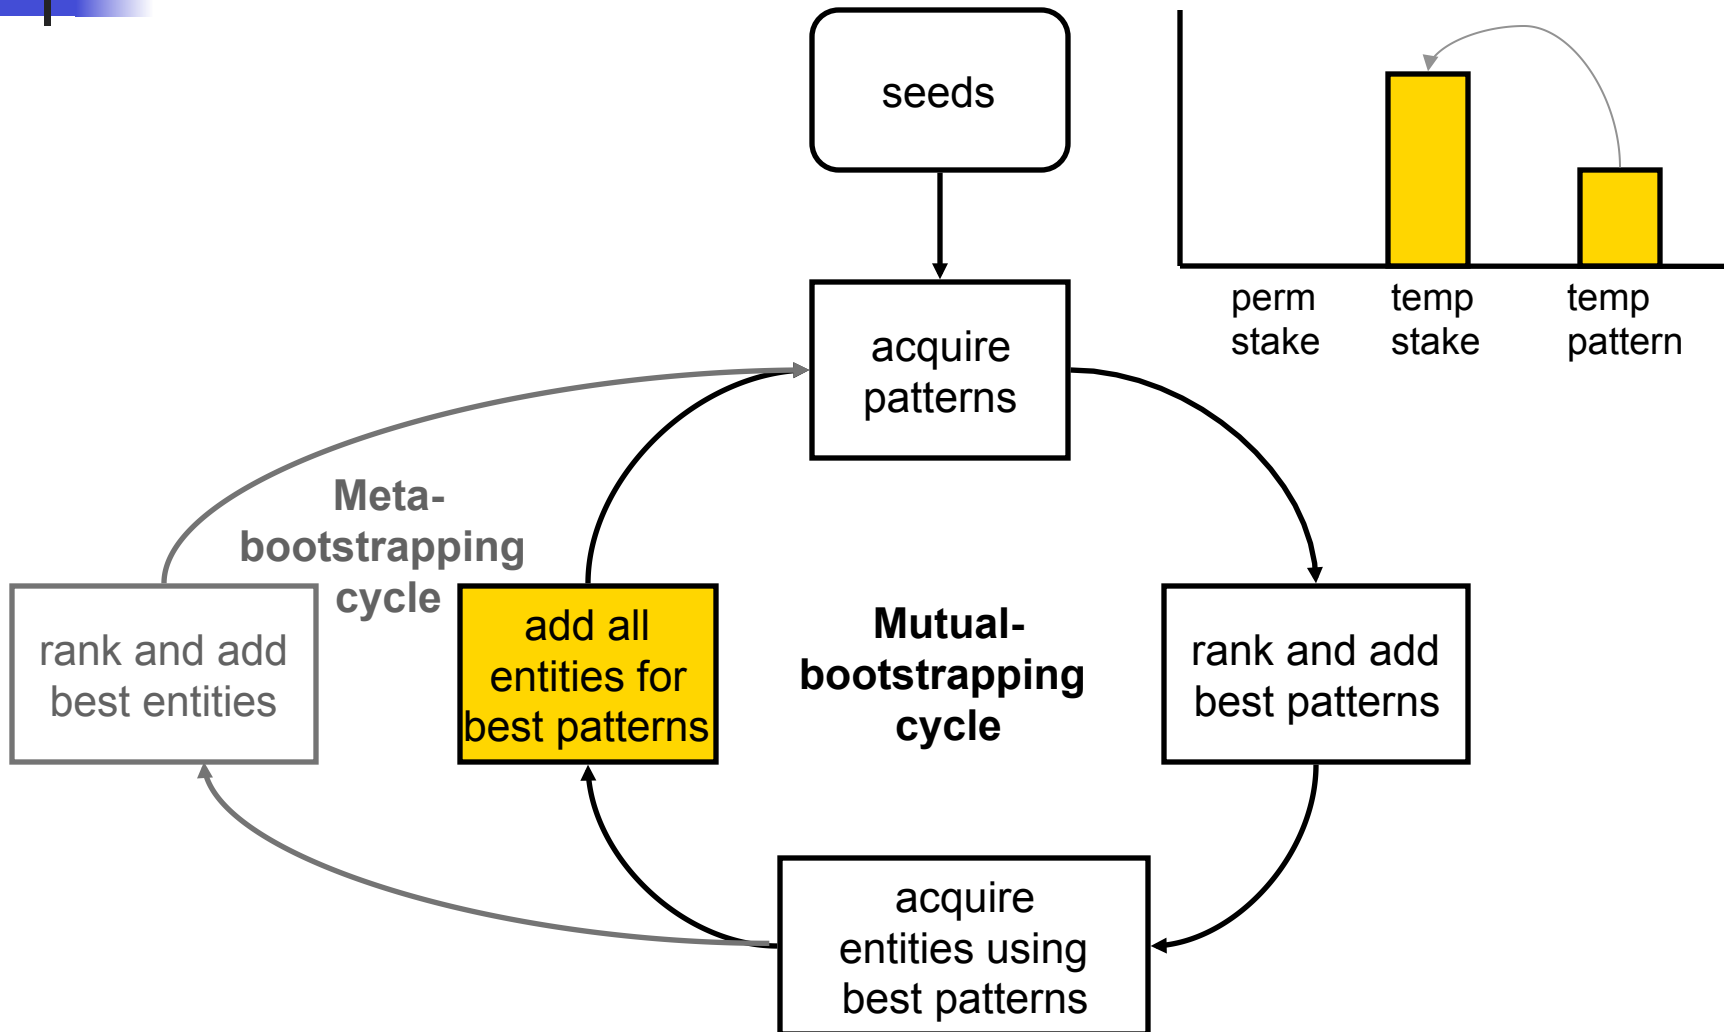 seeds
perm
stake
temp
stake
temp
pattern
acquire
patterns
Meta-
bootstrapping
cycle
rank and add
best entities
add all
entities for
best patterns
Mutual-
bootstrapping
cycle
rank and add
best patterns
acquire
entities using
best patterns